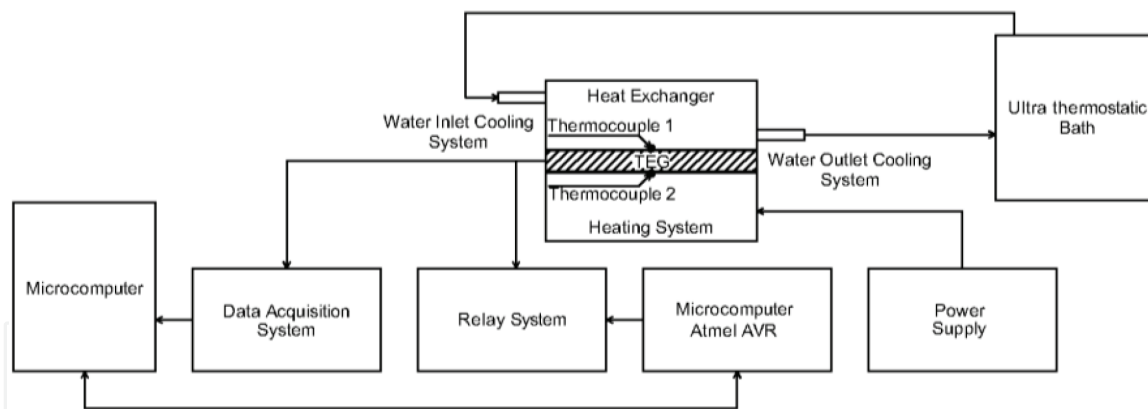 Heat Exchanger
Ultra thermostatic
Bath
Water Inlet Cooling
System
Thermocouple 1
TEG
Water Outlet Cooling
System
Thermocouple 2
Heating System
Microcomputer
Data Acquisition
System
Relay System
Microcomputer
Atmel AVR
Power
Supply